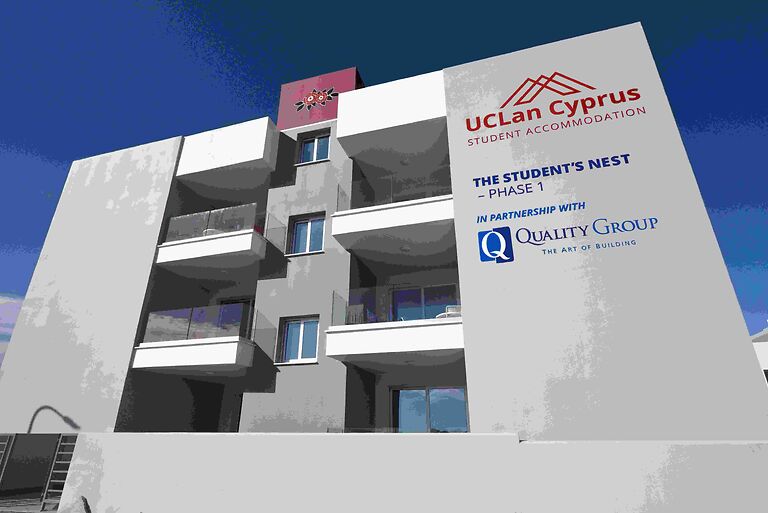 UCLan Cyprus
STUDENT ACCOMMODATION
THE STUDENT'S NEST
– PHASE 1
IN PARTNERSHIP WITH
Q QUALITY GROUP
THE ART OF BUILDING